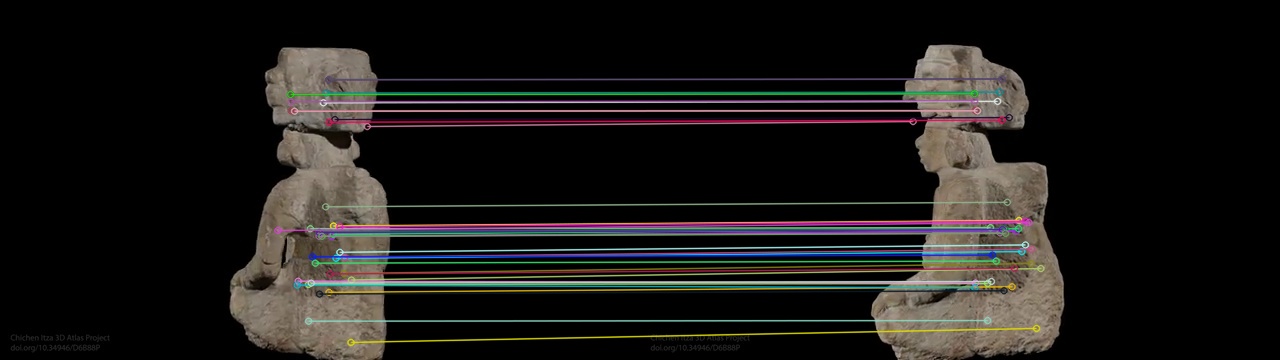 Chichen Itza 3D Atlas Project
doi.org/10.34946/D6B88P
Chichen Itza 3D Atlas Project
doi.org/10.34946/D6B88P